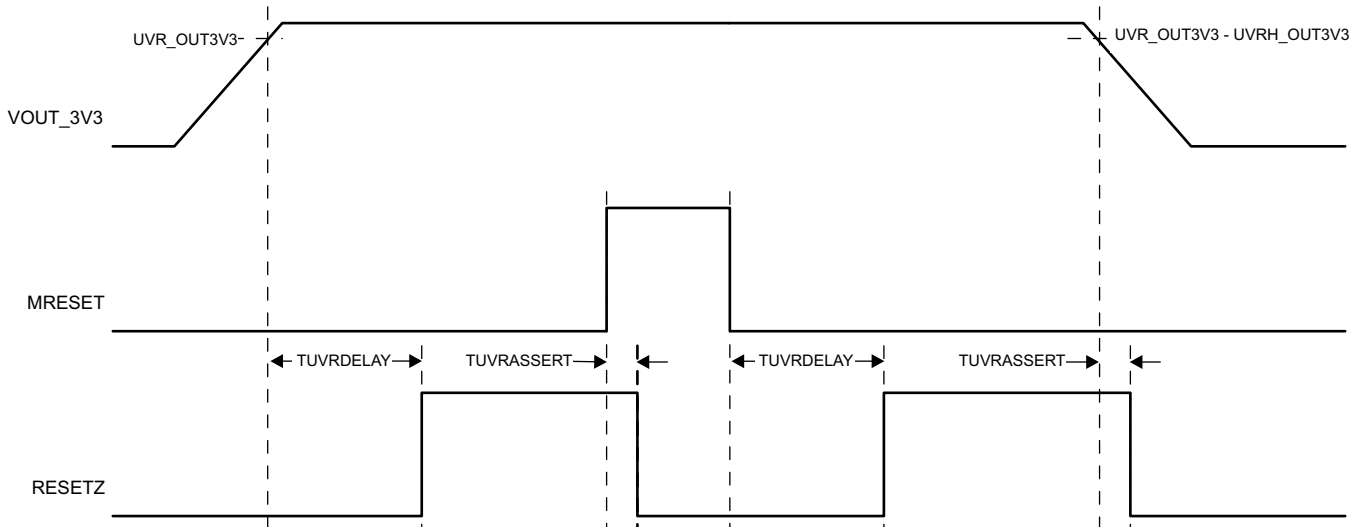 UVR_OUT3V3
UVR_OUT3V3 - UVRH_OUT3V3
VOUT_3V3
MRESET
TUVRDELAY
TUVRASSERT
TUVRDELAY
TUVRASSERT
RESETZ